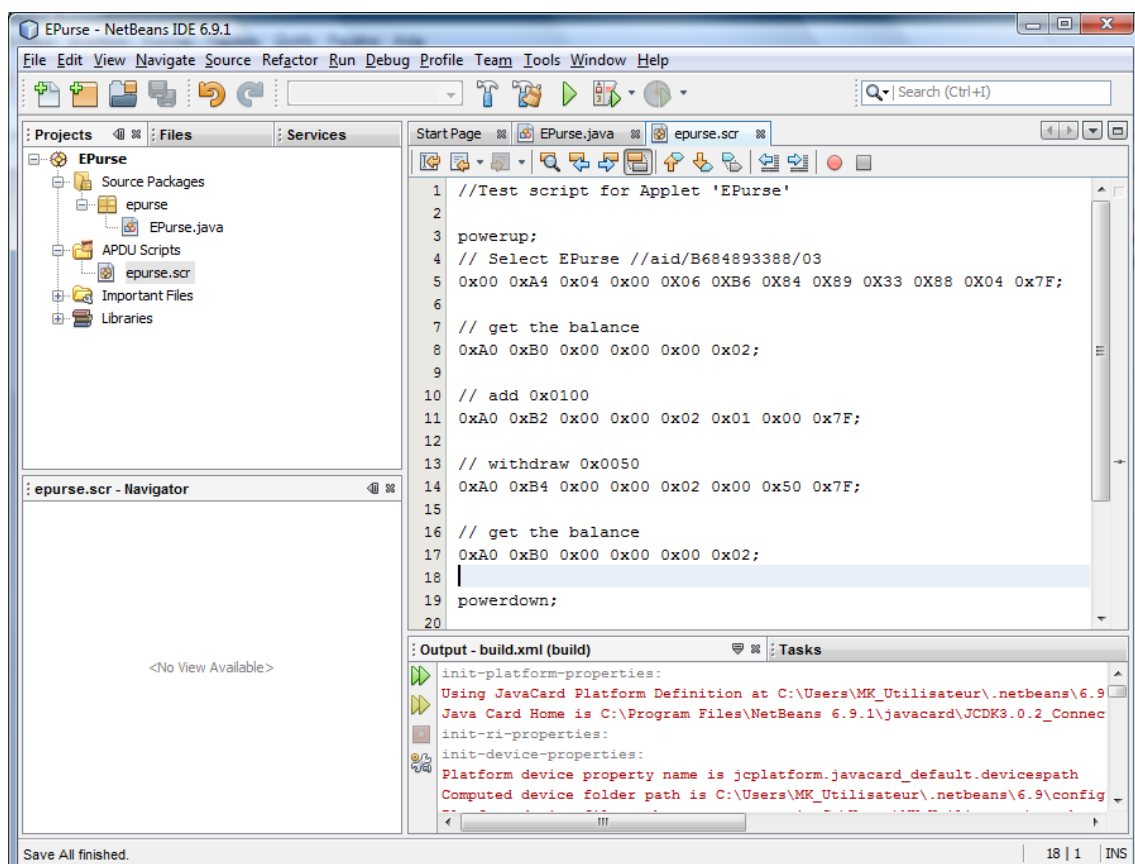 EPurse - NetBeans IDE 6.9.1
File Edit View Navigate Source Refactor Run Debug Profile Team Tools Window Help
Search (Ctrl+I)
Projects Files Services
EPurse
Source Packages
epurse
EPurse.java
APDU Scripts
epurse.scr
Important Files
Libraries
epurse.scr - Navigator
<No View Available>
Start Page EPurse.java epurse.scr
1 //Test script for Applet 'EPurse'
2
3 powerup;
4 // Select EPurse //aid/B684893388/03
5 0x00 0xA4 0x04 0x00 0X06 0XB6 0X84 0X89 0X33 0X88 0X04 0x7F;
6
7 // get the balance
8 0xA0 0xB0 0x00 0x00 0x00 0x02;
9
10 // add 0x0100
11 0xA0 0xB2 0x00 0x00 0x02 0x01 0x00 0x7F;
12
13 // withdraw 0x0050
14 0xA0 0xB4 0x00 0x00 0x02 0x00 0x50 0x7F;
15
16 // get the balance
17 0xA0 0xB0 0x00 0x00 0x00 0x02;
18
19 powerdown;
20
Output - build.xml (build) Tasks
init-platform-properties:
Using JavaCard Platform Definition at C:\Users\MK_Utilisateur\.netbeans\6.9
Java Card Home is C:\Program Files\NetBeans 6.9.1\javacard\JCDK3.0.2_Connec
init-ri-properties:
init-device-properties:
Platform device property name is jcplatform.javacard_default.devicespath
Computed device folder path is C:\Users\MK_Utilisateur\.netbeans\6.9\config
Save All finished.
18 | 1 INS